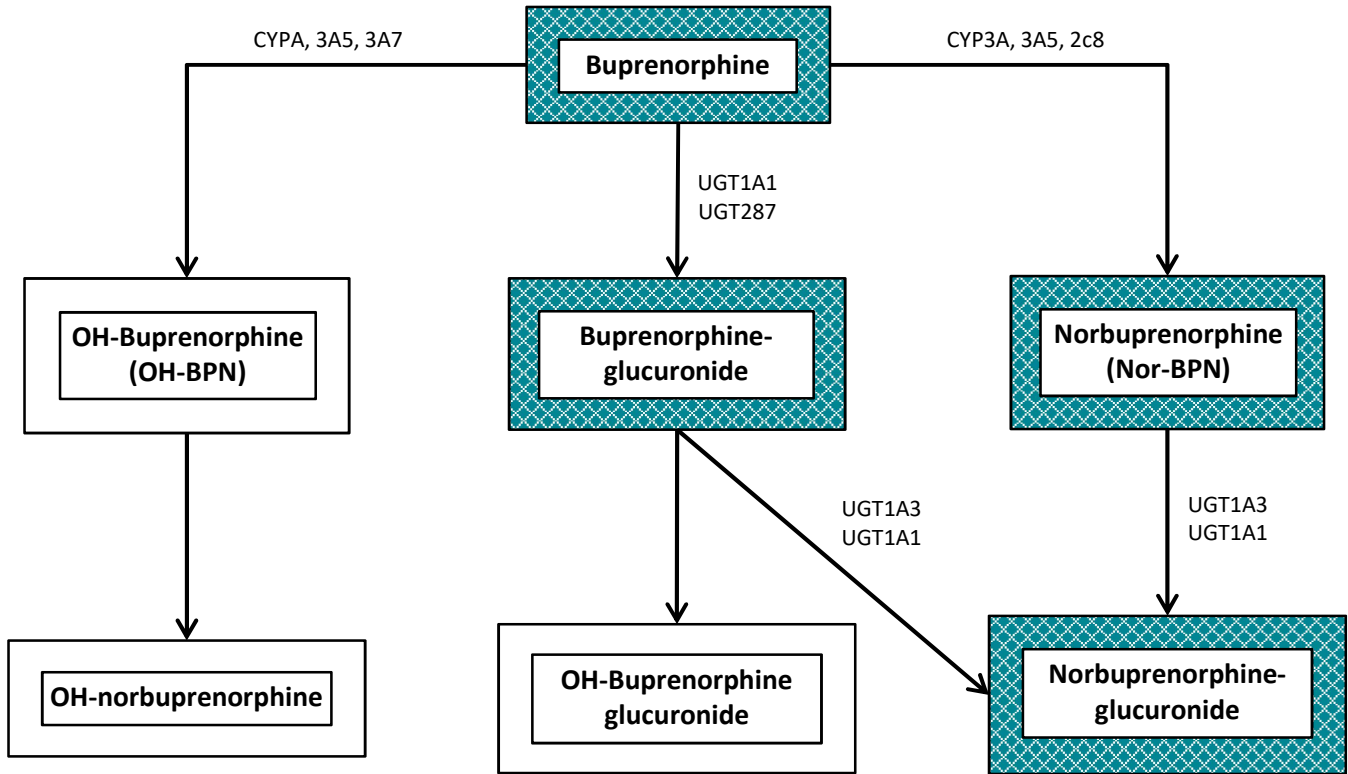 CYPA, 3A5, 3A7
Buprenorphine
CYP3A, 3A5, 2c8
UGT1A1
UGT287
OH-Buprenorphine
(OH-BPN)
Buprenorphine-
glucuronide
Norbuprenorphine
(Nor-BPN)
UGT1A3
UGT1A1
UGT1A3
UGT1A1
OH-norbuprenorphine
OH-Buprenorphine
glucuronide
Norbuprenorphine-
glucuronide